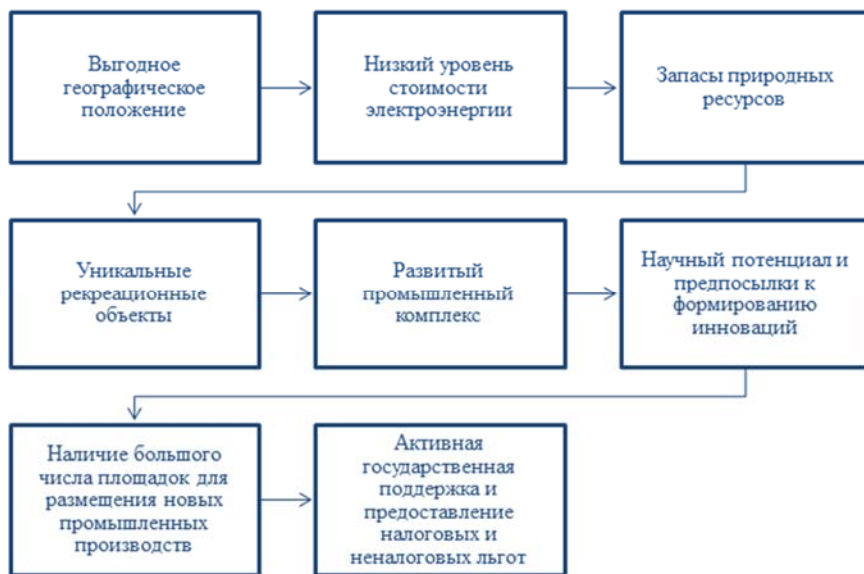 Выгодное
географическое
положение
Низкий уровень
стоимости
электроэнергии
Запасы природных
ресурсов
Уникальные
рекреационные
объекты
Развитый
промышленный
комплекс
Научный потенциал и
предпосылки к
формированию
инноваций
Наличие большого
числа площадок для
размещения новых
промышленных
производств
Активная
государственная
поддержка и
предоставление
налоговых и
неналоговых льгот